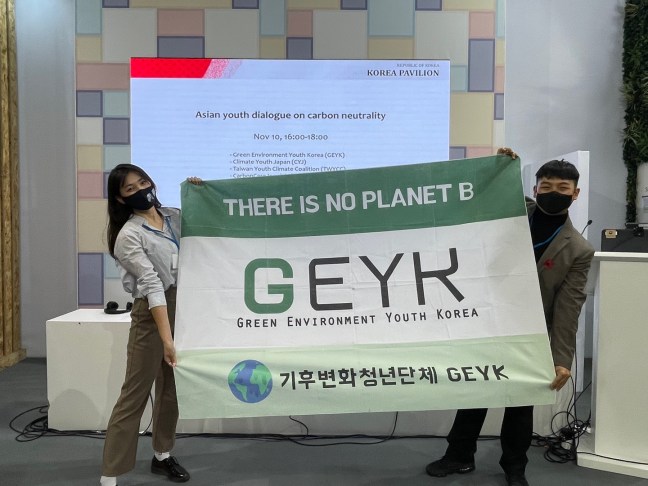 REPUBLIC OF KOREA
KOREA PAVILION
Asian youth dialogue on carbon neutrality
Nov 10, 16:00-18:00
- Green Environment Youth Korea (GEYK)
- Climate Youth Japan (CYJ)
- Taiwan Youth Climate Coalition (TWYCC)
THERE IS NO PLANET B
GEYK
GREEN ENVIRONMENT YOUTH KOREA
기후변화청년단체 GEYK